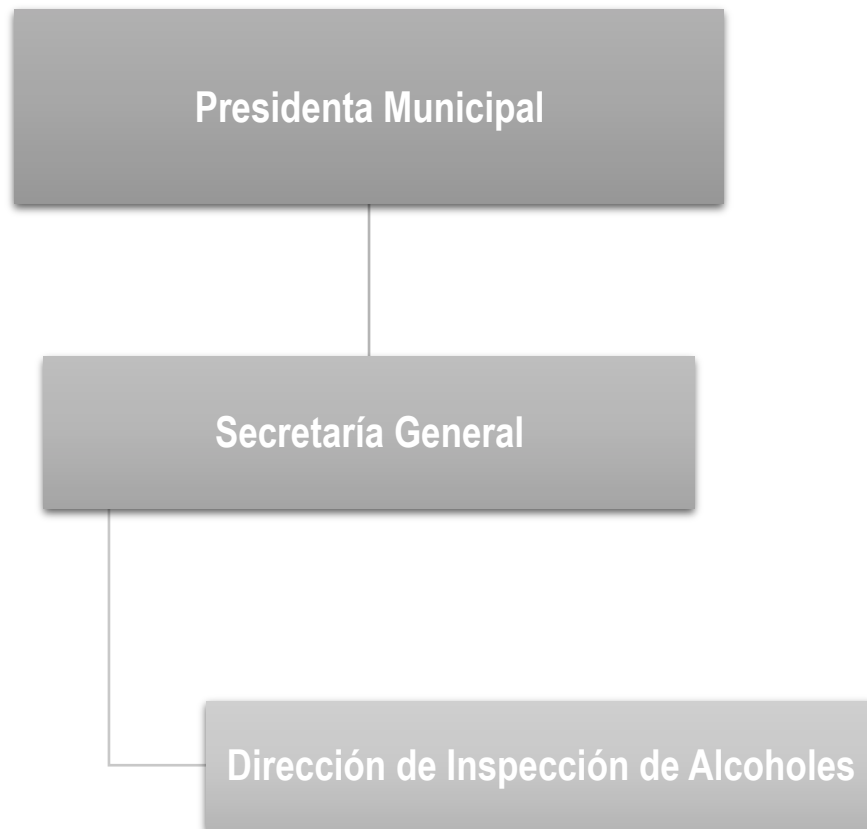 Presidenta Municipal
Secretaría General
Dirección de Inspección de Alcoholes